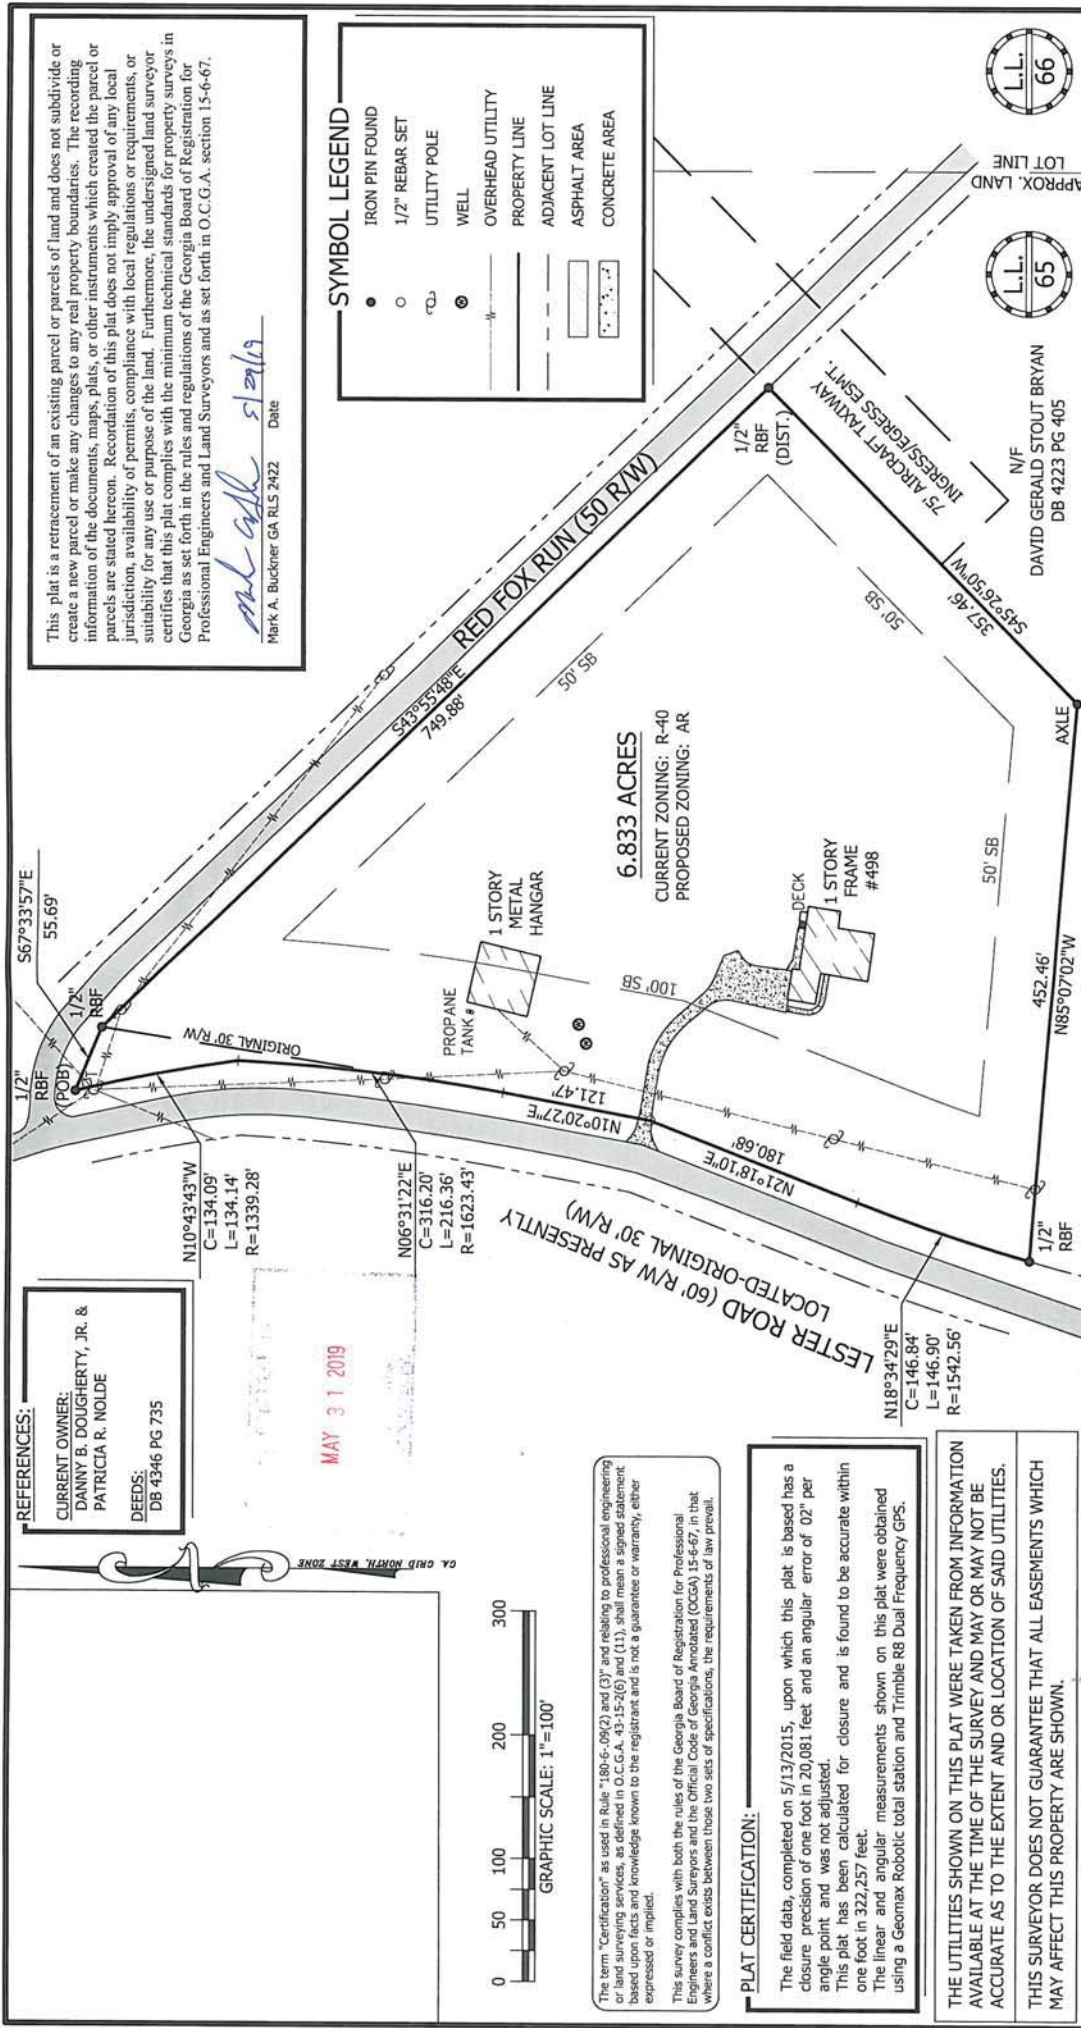 REFERENCES:
CURRENT OWNER:
DANNY B. DOUGHERTY, JR. &
PATRICIA R. NOLDE
DEEDS:
DB 4346 PG 735
GA. GRID NORTH, WEST ZONE
MAY 31 2019
0 50 100 200 300
GRAPHIC SCALE: 1"=100'
The term "Certification" as used in Rule "180-6-.09(2) and (3)" and relating to professional engineering
or land surveying services, as defined in O.C.G.A. 43-15-2(6) and (11), shall mean a signed statement
based upon facts and knowledge known to the registrant and is not a guarantee or warranty, either
expressed or implied.
This survey complies with both the rules of the Georgia Board of Registration for Professional
Engineers and Land Sureyors and the Official Code of Georgia Annotated (OCGA) 15-6-67, in that
where a conflict exists between those two sets of specifications, the requirements of law prevail.
PLAT CERTIFICATION:
The field data, completed on 5/13/2015, upon which this plat is based has a
closure precision of one foot in 20,081 feet and an angular error of 02" per
angle point and was not adjusted.
This plat has been calculated for closure and is found to be accurate within
one foot in 322,257 feet.
The linear and angular measurements shown on this plat were obtained
using a Geomax Robotic total station and Trimble R8 Dual Frequency GPS.
THE UTILITIES SHOWN ON THIS PLAT WERE TAKEN FROM INFORMATION
AVAILABLE AT THE TIME OF THE SURVEY AND MAY OR MAY NOT BE
ACCURATE AS TO THE EXTENT AND OR LOCATION OF SAID UTILITIES.
THIS SURVEYOR DOES NOT GUARANTEE THAT ALL EASEMENTS WHICH
MAY AFFECT THIS PROPERTY ARE SHOWN.
1/2"
RBF
(POB)
S67°33'57"E
55.69'
1/2"
RBF
N10°43'43"W
C=134.09'
L=134.14'
R=1339.28'
ORIGINAL 30' R/W
N06°31'22"E
C=316.20'
L=216.36'
R=1623.43'
N10°20'27"E
121.47'
N21°18'10"E
180.68'
LESTER ROAD (60' R/W AS PRESENTLY
LOCATED-ORIGINAL 30' R/W)
N18°34'29"E
C=146.84'
L=146.90'
R=1542.56'
1/2"
RBF
S43°55'48"E
749.88'
RED FOX RUN (50 R/W)
PROPANE
TANK
1 STORY
METAL
HANGAR
50' SB
100' SB
6.833 ACRES
CURRENT ZONING: R-40
PROPOSED ZONING: AR
DECK
1 STORY
FRAME
#498
50' SB
50' SB
452.46'
N85°07'02"W
AXLE
357.46'
S45°26'50"W
1/2"
RBF
(DIST.)
75' AIRCRAFT TAXIWAY
INGRESS/EGRESS ESMT.
N/F
DAVID GERALD STOUT BRYAN
DB 4223 PG 405
L.L.
65
APPROX. LAND
LOT LINE
L.L.
66
This plat is a retracement of an existing parcel or parcels of land and does not subdivide or
create a new parcel or make any changes to any real property boundaries. The recording
information of the documents, maps, plats, or other instruments which created the parcel or
parcels are stated hereon. Recordation of this plat does not imply approval of any local
jurisdiction, availability of permits, compliance with local regulations or requirements, or
suitability for any use or purpose of the land. Furthermore, the undersigned land surveyor
certifies that this plat complies with the minimum technical standards for property surveys in
Georgia as set forth in the rules and regulations of the Georgia Board of Registration for
Professional Engineers and Land Surveyors and as set forth in O.C.G.A. section 15-6-67.
5/29/19
Mark A. Buckner GA RLS 2422 Date
SYMBOL LEGEND
IRON PIN FOUND
1/2" REBAR SET
UTILITY POLE
WELL
OVERHEAD UTILITY
PROPERTY LINE
ADJACENT LOT LINE
ASPHALT AREA
CONCRETE AREA